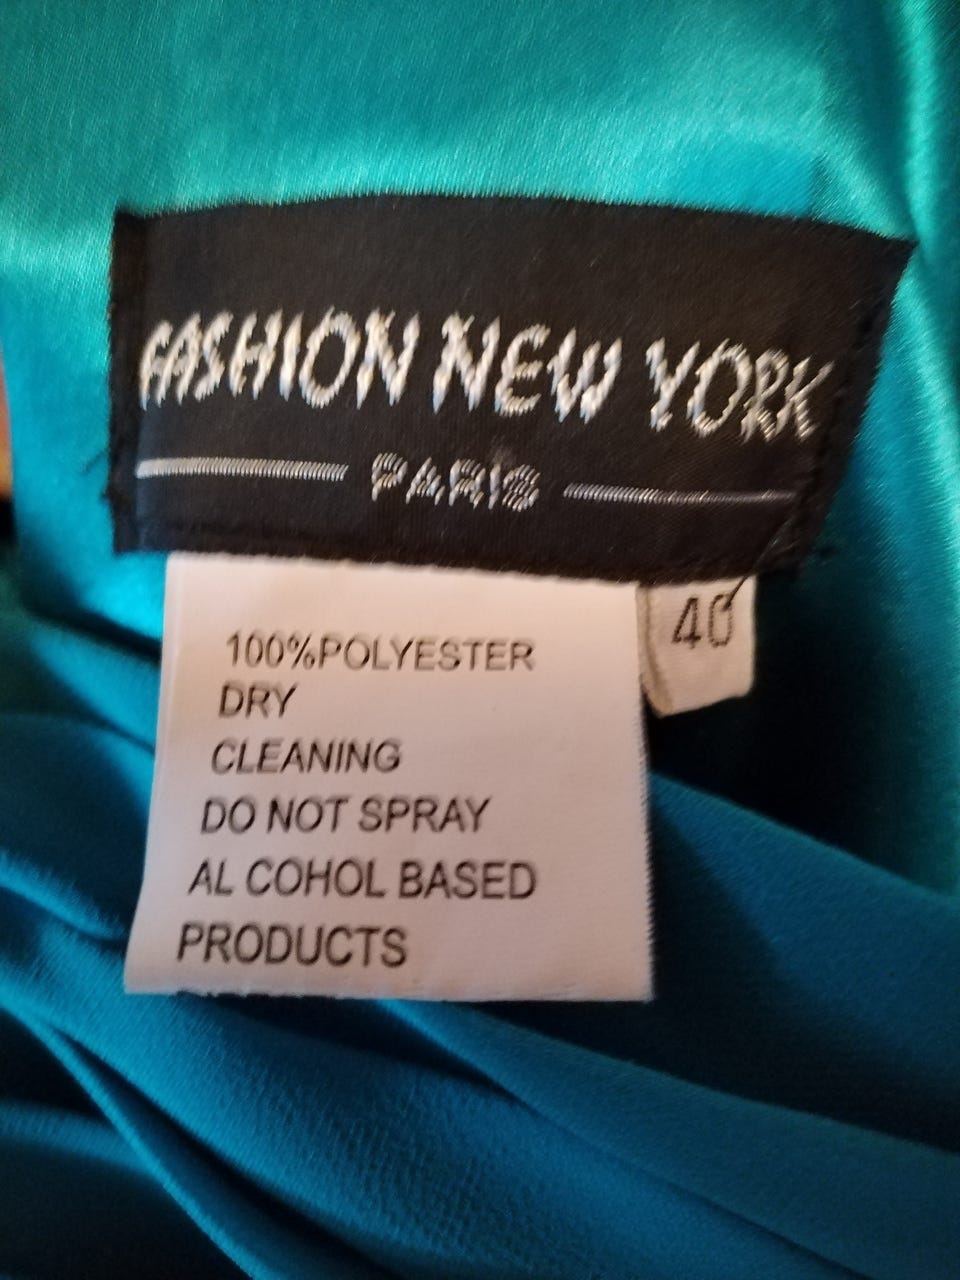 FASHION NEW YORK
PARIS
40
100%POLYESTER
DRY
CLEANING
DO NOT SPRAY
AL COHOL BASED
PRODUCTS